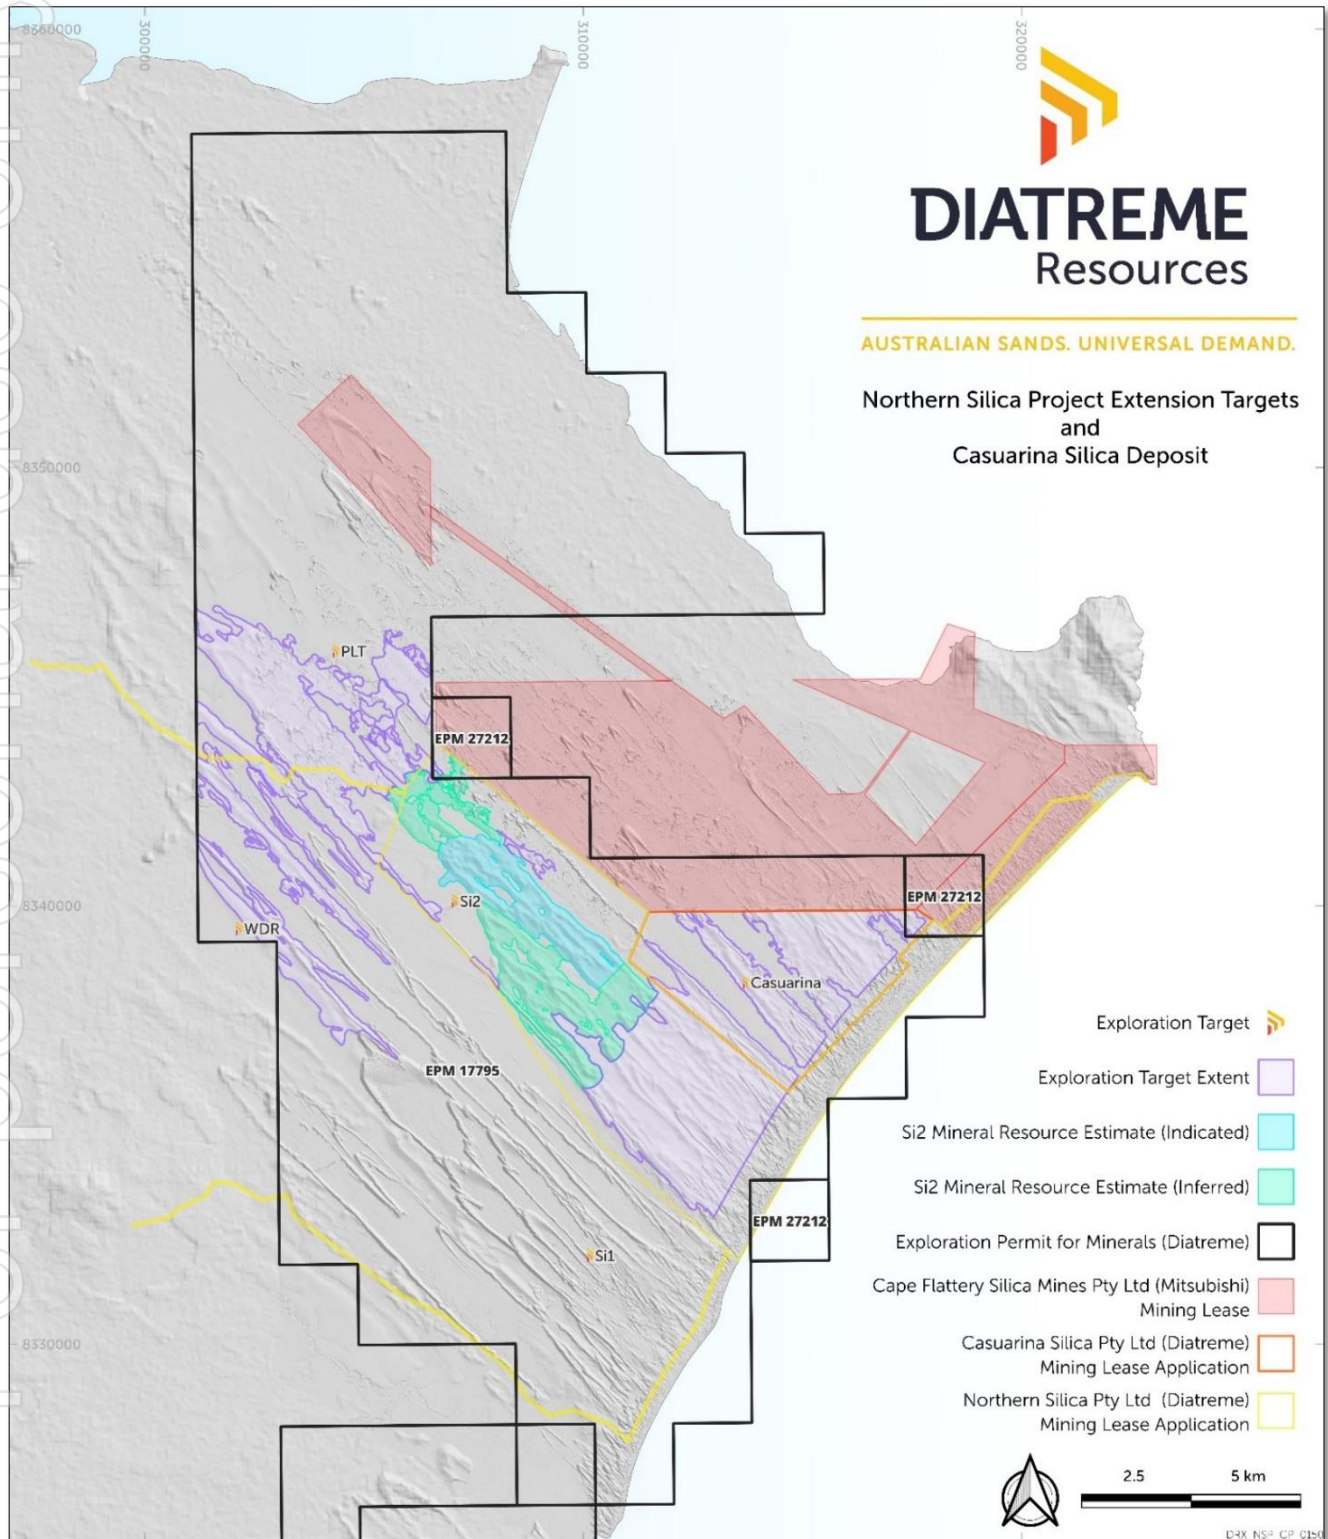 8360000
300000
310000
320000
DIATREME
Resources
AUSTRALIAN SANDS. UNIVERSAL DEMAND.
Northern Silica Project Extension Targets
and
Casuarina Silica Deposit
8350000
PLT
EPM 27212
8340000
Si2
EPM 27212
WDR
Casuarina
EPM 17795
EPM 27212
Si1
8330000
Exploration Target
Exploration Target Extent
Si2 Mineral Resource Estimate (Indicated)
Si2 Mineral Resource Estimate (Inferred)
Exploration Permit for Minerals (Diatreme)
Cape Flattery Silica Mines Pty Ltd (Mitsubishi)
Mining Lease
Casuarina Silica Pty Ltd (Diatreme)
Mining Lease Application
Northern Silica Pty Ltd (Diatreme)
Mining Lease Application
2.5 5 km